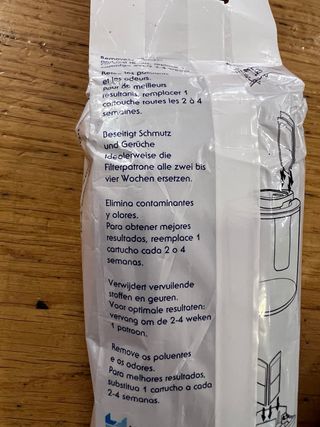 Removes
Retire les polluants
et les odeurs.
Pour de meilleurs
résultats, remplacer 1
cartouche toutes les 2 à 4
semaines.
Beseitigt Schmutz
und Gerüche
Idealerweise die
Filterpatrone alle zwei bis
vier Wochen ersetzen.
Elimina contaminantes
y olores.
Para obtener mejores
resultados, reemplace 1
cartucho cada 2 o 4
semanas.
Verwijdert vervuilende
stoffen en geuren.
Voor optimale resultaten:
vervang om de 2-4 weken
1 patroon.
Remove os poluentes
e os odores.
Para melhores resultados,
substitua 1 cartucho a cada
2-4 semanas.